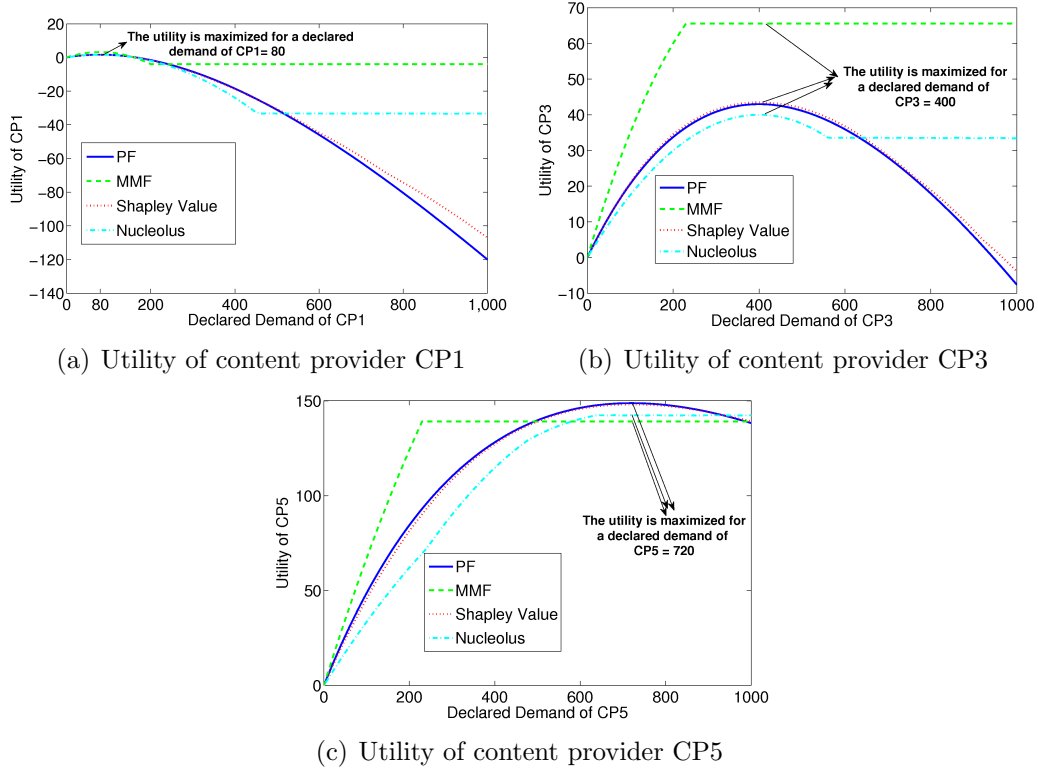 The utility is maximized for a declared
demand of CP1= 80
20
0
−20
−40
−60
−80
−100
−120
−140
Utility of CP1
PF
MMF
Shapley Value
Nucleolus
0 80 200 400 600 800 1,000
Declared Demand of CP1
(a) Utility of content provider CP1
70
60
50
40
30
20
10
0
−10
Utility of CP3
The utility is maximized for
a declared demand of
CP3 = 400
PF
MMF
Shapley Value
Nucleolus
0 200 400 600 800 1000
Declared Demand of CP3
(b) Utility of content provider CP3
150
100
50
0
Utility of CP5
The utility is maximized for
a declared demand of
CP5 = 720
PF
MMF
Shapley Value
Nucleolus
0 200 400 600 800 1000
Declared Demand of CP5
(c) Utility of content provider CP5